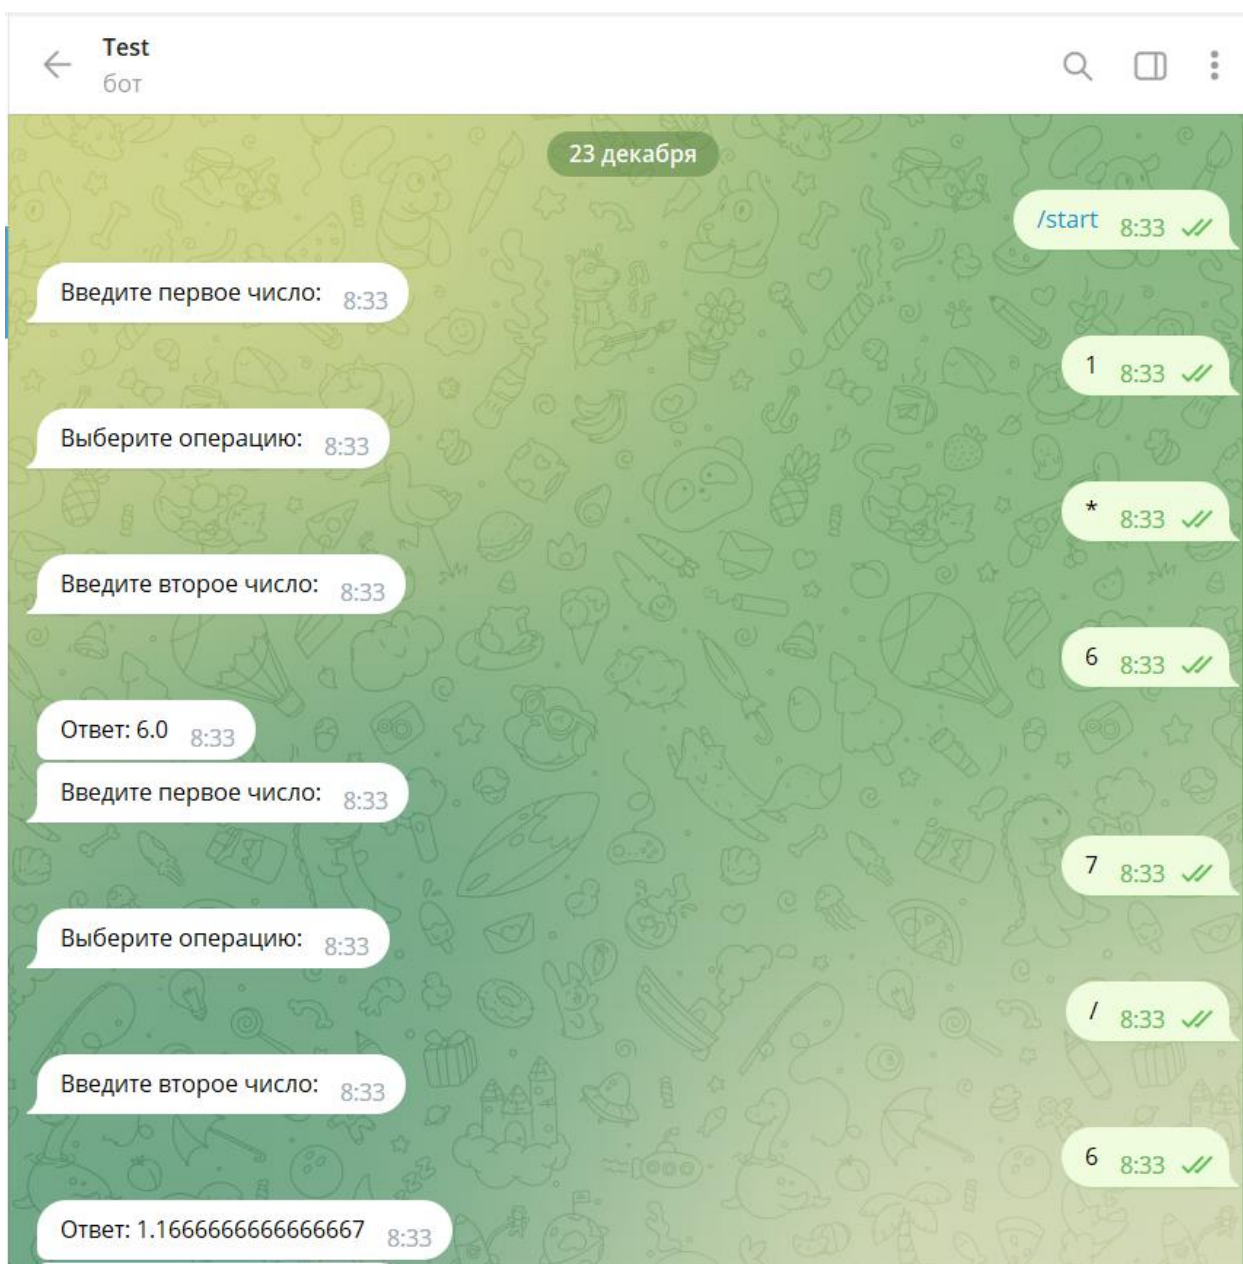 Test
бот
23 декабря
/start 8:33
Введите первое число: 8:33
1 8:33
Выберите операцию: 8:33
* 8:33
Введите второе число: 8:33
6 8:33
Ответ: 6.0 8:33
Введите первое число: 8:33
7 8:33
Выберите операцию: 8:33
/ 8:33
Введите второе число: 8:33
6 8:33
Ответ: 1.1666666666666667 8:33